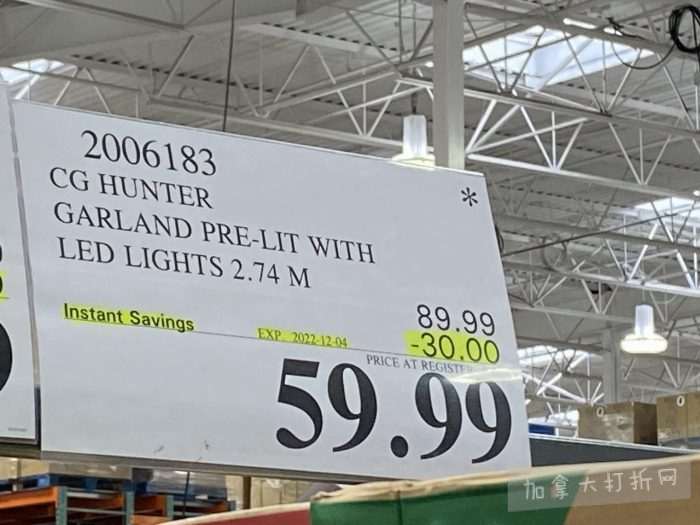 2006183
*
CG HUNTER
GARLAND PRE-LIT WITH
LED LIGHTS 2.74 M
89.99
Instant Savings EXP. 2022-12-04 -30.00
PRICE AT REGISTER
59.99
加拿大打折网